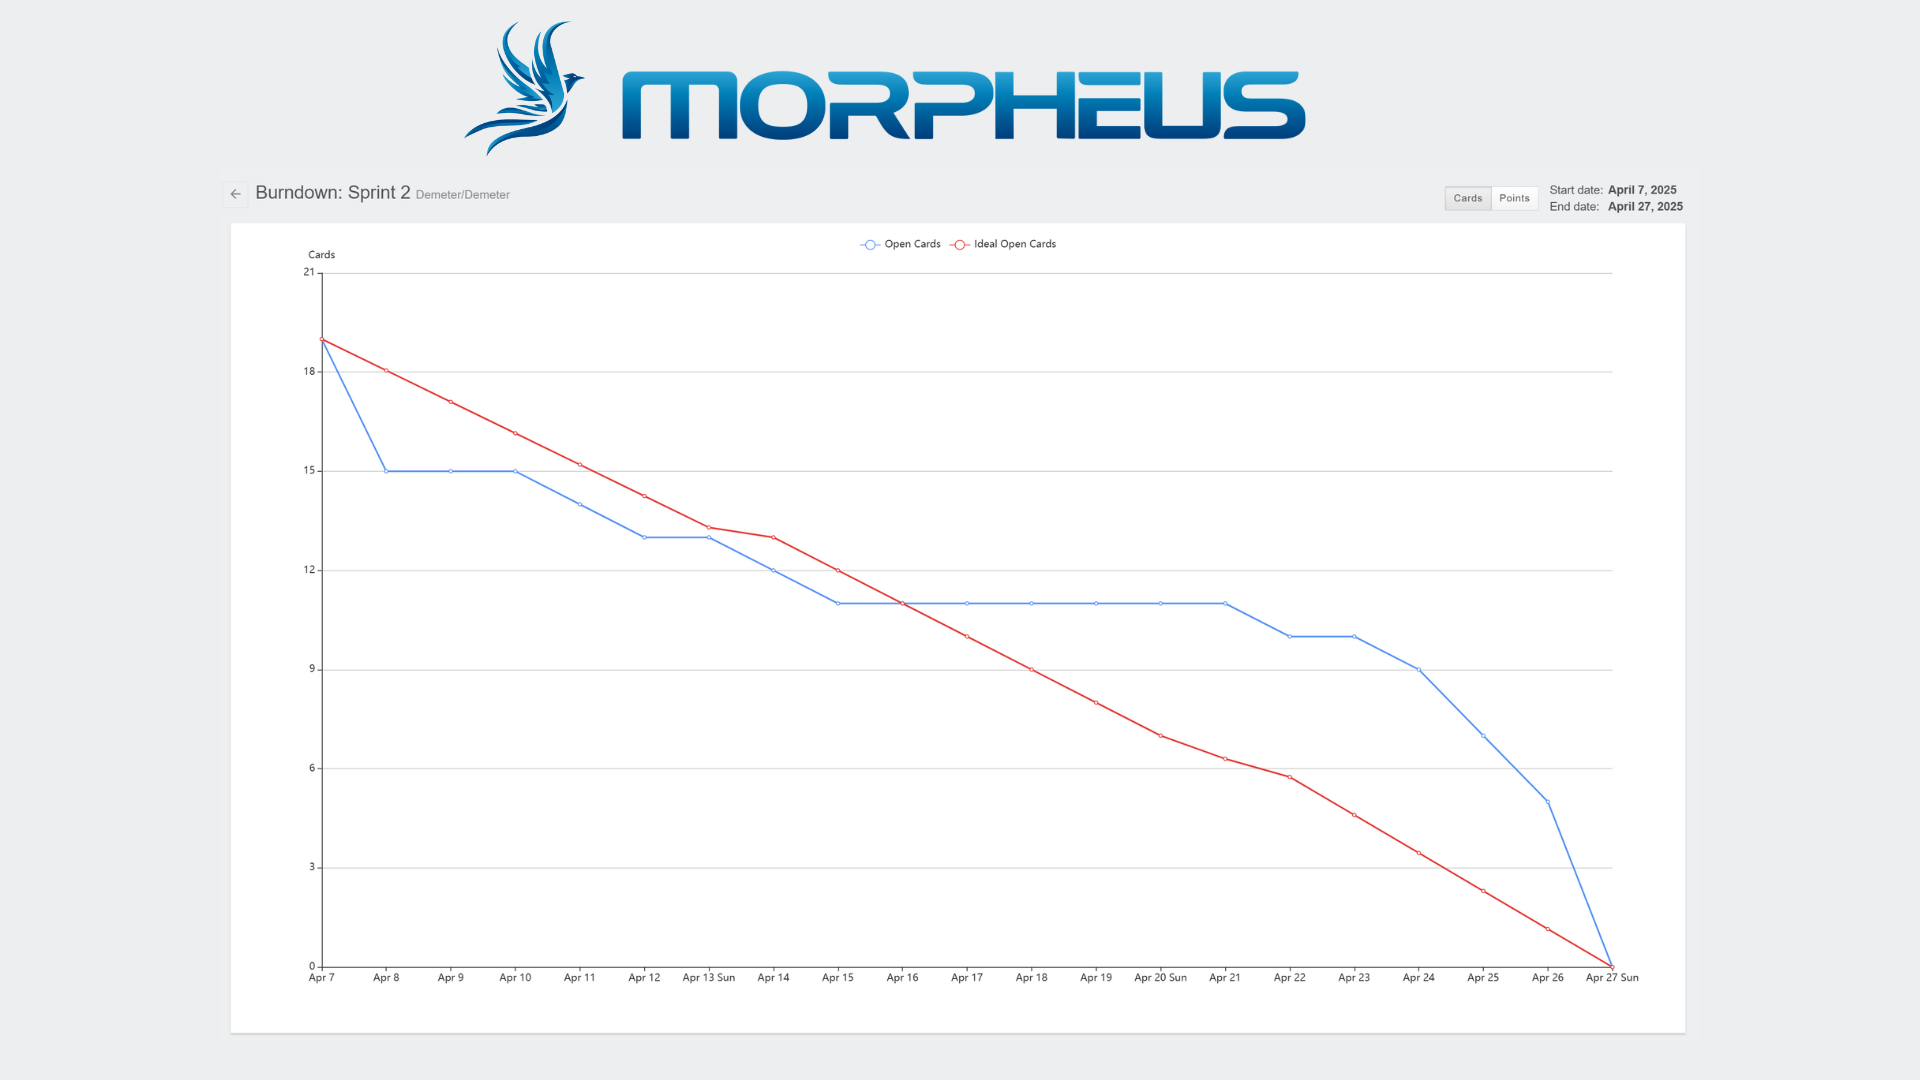 MORPHEUS
Burndown: Sprint 2 Demeter/Demeter
Cards Points
Start date: April 7, 2025
End date: April 27, 2025
Open Cards Ideal Open Cards
Cards
21
18
15
12
9
6
3
0
Apr 7 Apr 8 Apr 9 Apr 10 Apr 11 Apr 12 Apr 13 Sun Apr 14 Apr 15 Apr 16 Apr 17 Apr 18 Apr 19 Apr 20 Sun Apr 21 Apr 22 Apr 23 Apr 24 Apr 25 Apr 26 Apr 27 Sun